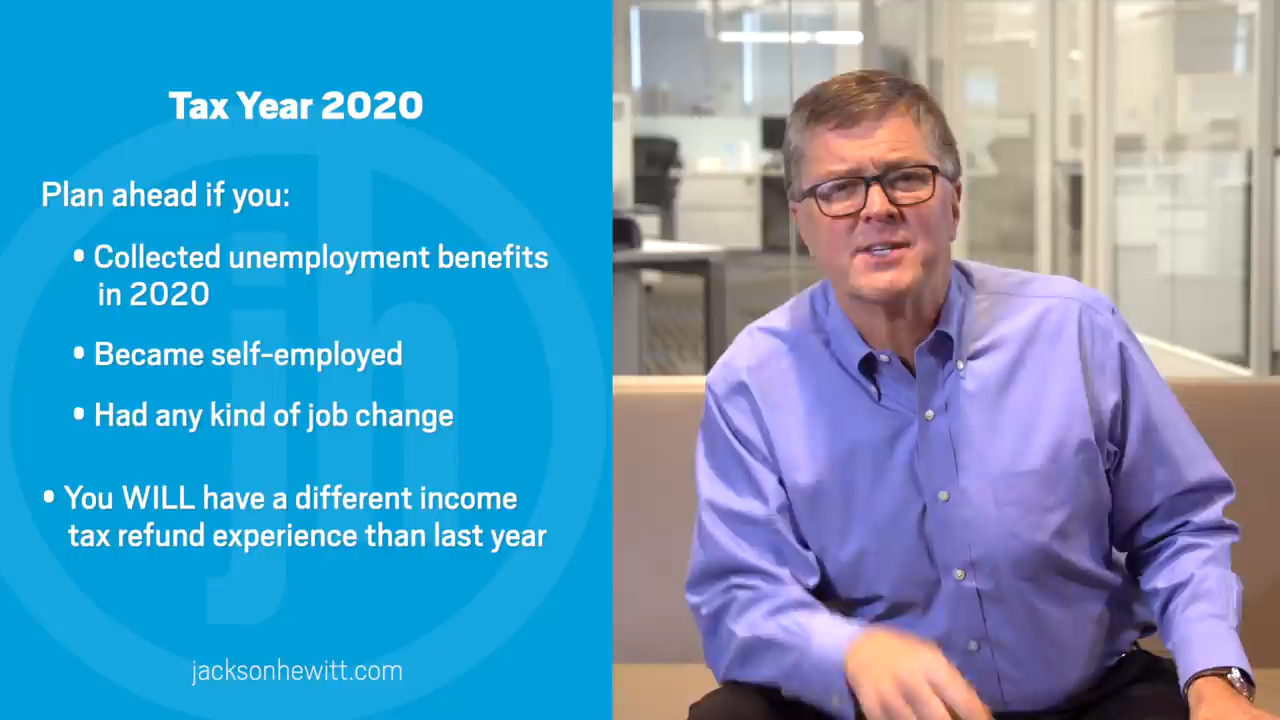 Tax Year 2020
Plan ahead if you:
• Collected unemployment benefits
in 2020
• Became self-employed
• Had any kind of job change
• You WILL have a different income
tax refund experience than last year
jh
jacksonhewitt.com